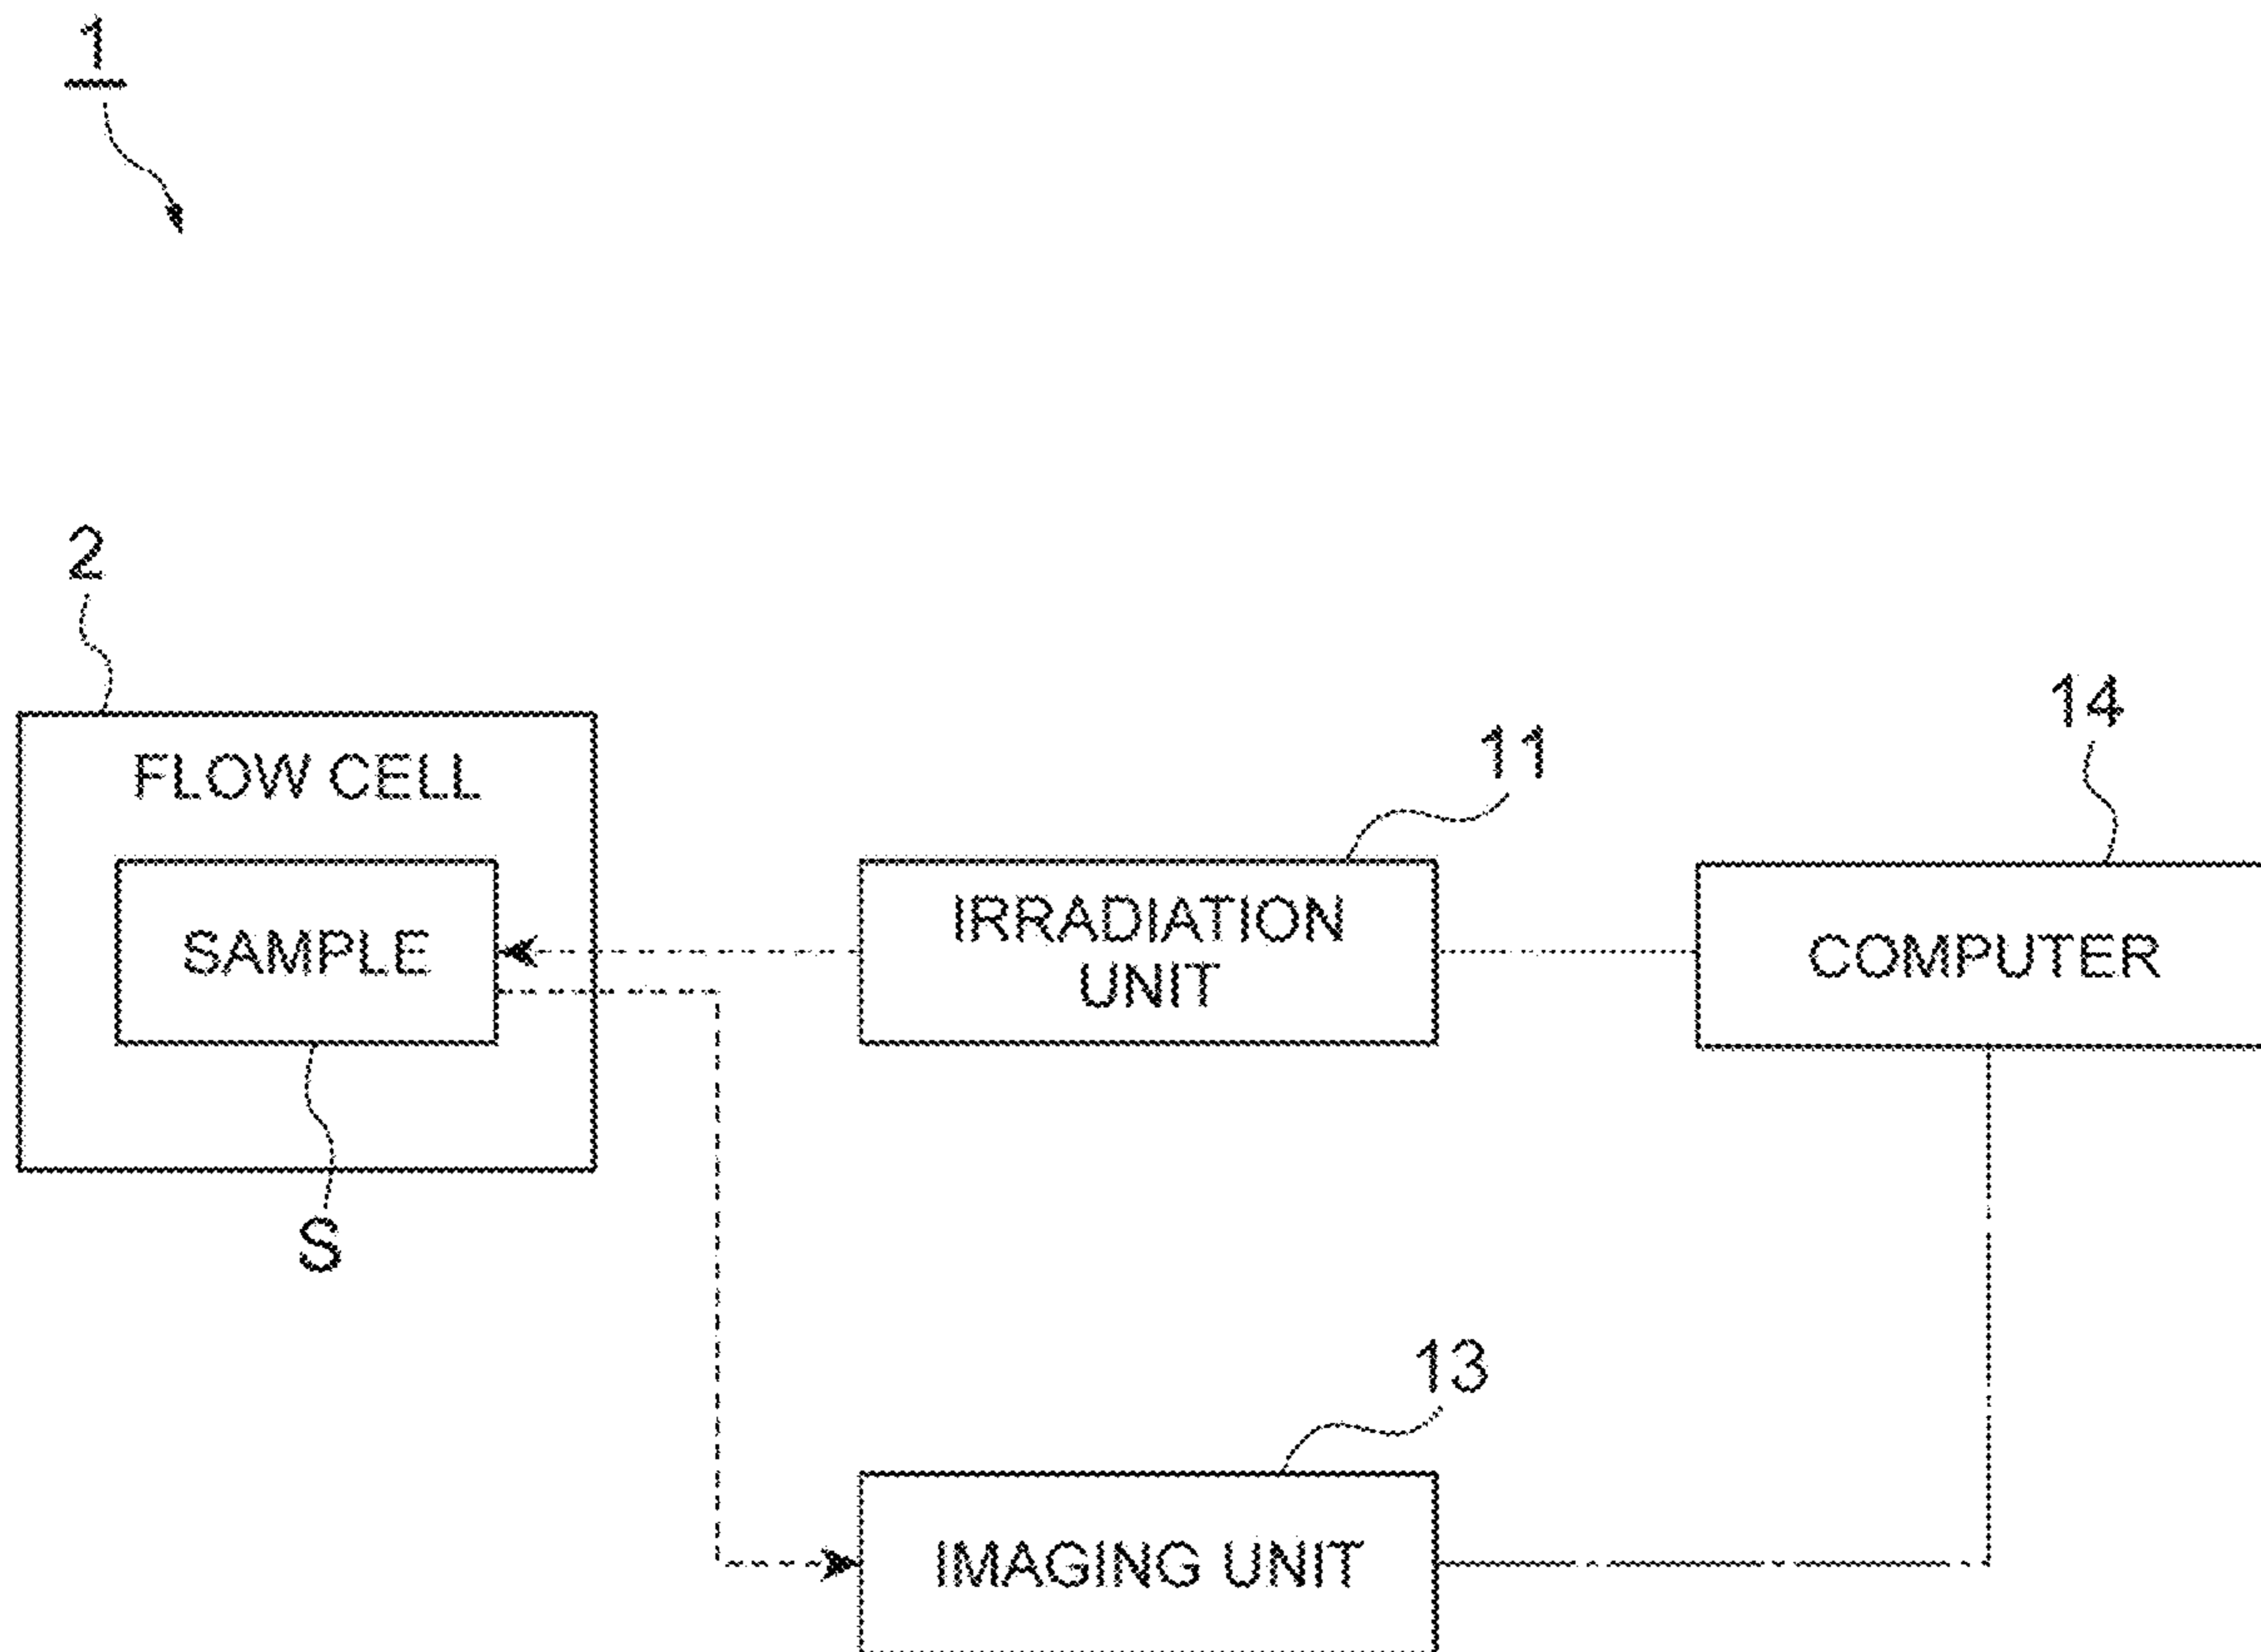 1
2
FLOW CELL
SAMPLE
S
11
IRRADIATION
UNIT
14
COMPUTER
13
IMAGING UNIT